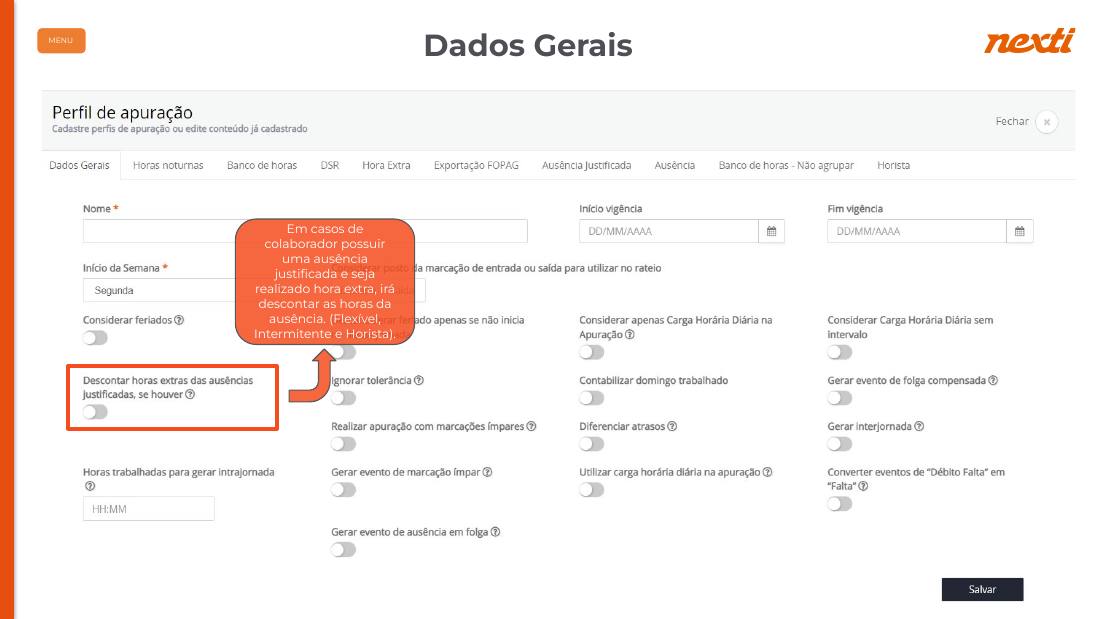 MENU
Dados Gerais
nexti
Perfil de apuração
Cadastre perfis de apuração ou edite conteúdo já cadastrado
Fechar
Dados Gerais
Horas noturnas
Banco de horas
DSR
Hora Extra
Exportação FOPAG
Ausência Justificada
Ausência
Banco de horas - Não agrupar
Horista
Nome *
Início vigência
Fim vigência
DD/MM/AAAA
DD/MM/AAAA
Em casos de
colaborador possuir
uma ausência
justificada e seja
realizado hora extra, irá
descontar as horas da
ausência. (Flexível,
Intermitente e Horista).
Início da Semana *
Considerar posto da marcação de entrada ou saída para utilizar no rateio
Segunda
Considerar feriados
Considerar feriado apenas se não inicia
Considerar apenas Carga Horária Diária na
Apuração
Considerar Carga Horária Diária sem
intervalo
Descontar horas extras das ausências
justificadas, se houver
Ignorar tolerância
Contabilizar domingo trabalhado
Gerar evento de folga compensada
Realizar apuração com marcações ímpares
Diferenciar atrasos
Gerar interjornada
Horas trabalhadas para gerar intrajornada
HH:MM
Gerar evento de marcação ímpar
Utilizar carga horária diária na apuração
Converter eventos de “Débito Falta” em
“Falta”
Gerar evento de ausência em folga
Salvar